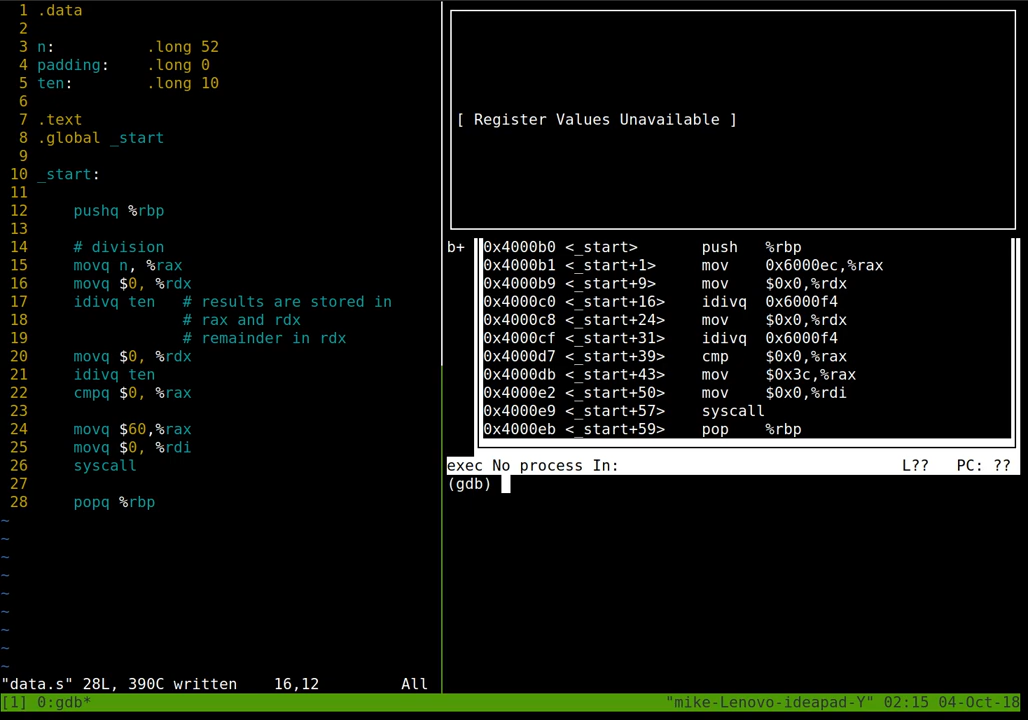 1 .data
2
3 n:          .long 52
4 padding:    .long 0
5 ten:        .long 10
6
7 .text
8 .global _start
9
10 _start:
11
12     pushq %rbp
13
14     # division
15     movq n, %rax
16     movq $0, %rdx
17     idivq ten   # results are stored in
18                 # rax and rdx
19                 # remainder in rdx
20     movq $0, %rdx
21     idivq ten
22     cmpq $0, %rax
23
24     movq $60,%rax
25     movq $0, %rdi
26     syscall
27
28     popq %rbp
~
~
~
~
~
~
~
~
~
"data.s" 28L, 390C written    16,12         All
[ Register Values Unavailable ]
b+ 0x4000b0 <_start>       push   %rbp
0x4000b1 <_start+1>     mov    0x6000ec,%rax
0x4000b9 <_start+9>     mov    $0x0,%rdx
0x4000c0 <_start+16>    idivq  0x6000f4
0x4000c8 <_start+24>    mov    $0x0,%rdx
0x4000cf <_start+31>    idivq  0x6000f4
0x4000d7 <_start+39>    cmp    $0x0,%rax
0x4000db <_start+43>    mov    $0x3c,%rax
0x4000e2 <_start+50>    mov    $0x0,%rdi
0x4000e9 <_start+57>    syscall
0x4000eb <_start+59>    pop    %rbp
exec No process In:                               L??   PC: ??
(gdb)
[1] 0:gdb*                    "mike-Lenovo-ideapad-Y" 02:15 04-Oct-18